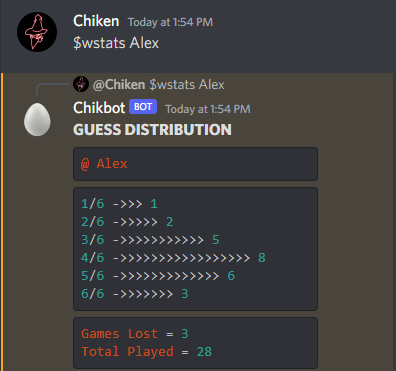 Chiken Today at 1:54 PM
$wstats Alex
@Chiken $wstats Alex
Chikbot BOT Today at 1:54 PM
GUESS DISTRIBUTION
@ Alex
1/6 ->>> 1
2/6 ->>>>> 2
3/6 ->>>>>>>>>>> 5
4/6 ->>>>>>>>>>>>>>>>> 8
5/6 ->>>>>>>>>>>>> 6
6/6 ->>>>>>> 3
Games Lost = 3
Total Played = 28